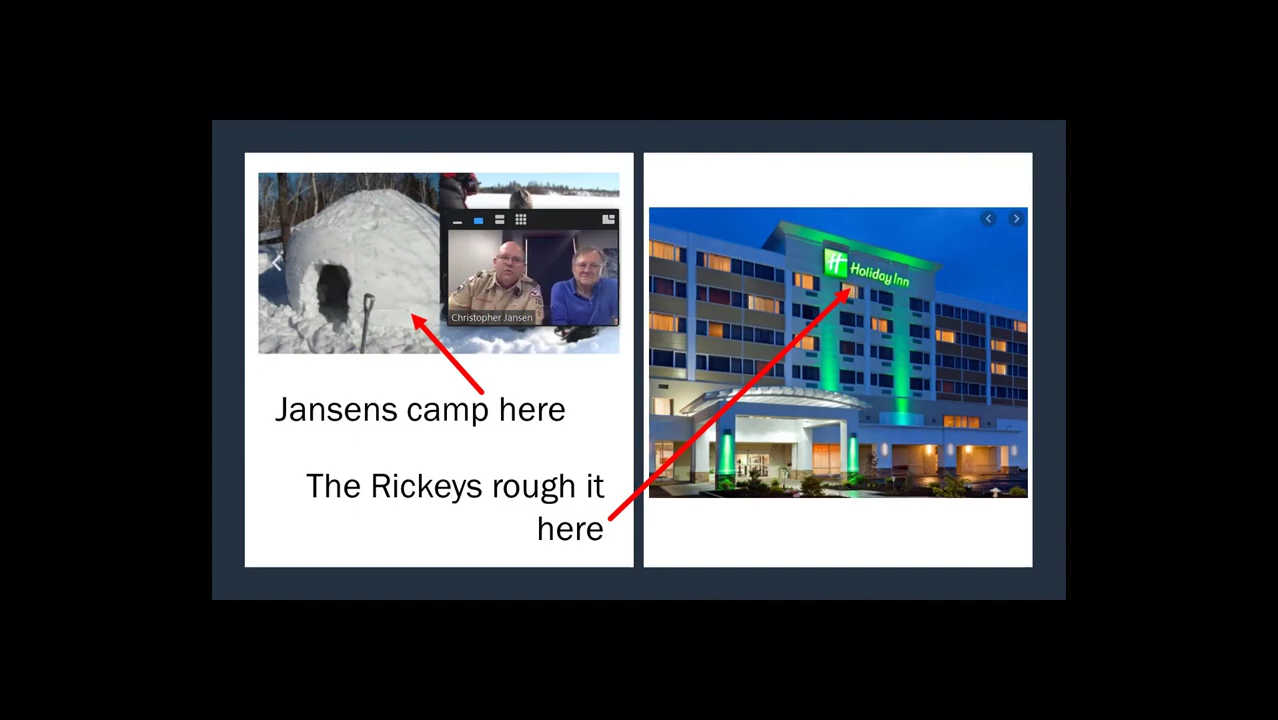 Christopher Jansen
Jansens camp here
The Rickeys rough it
here
H Holiday Inn